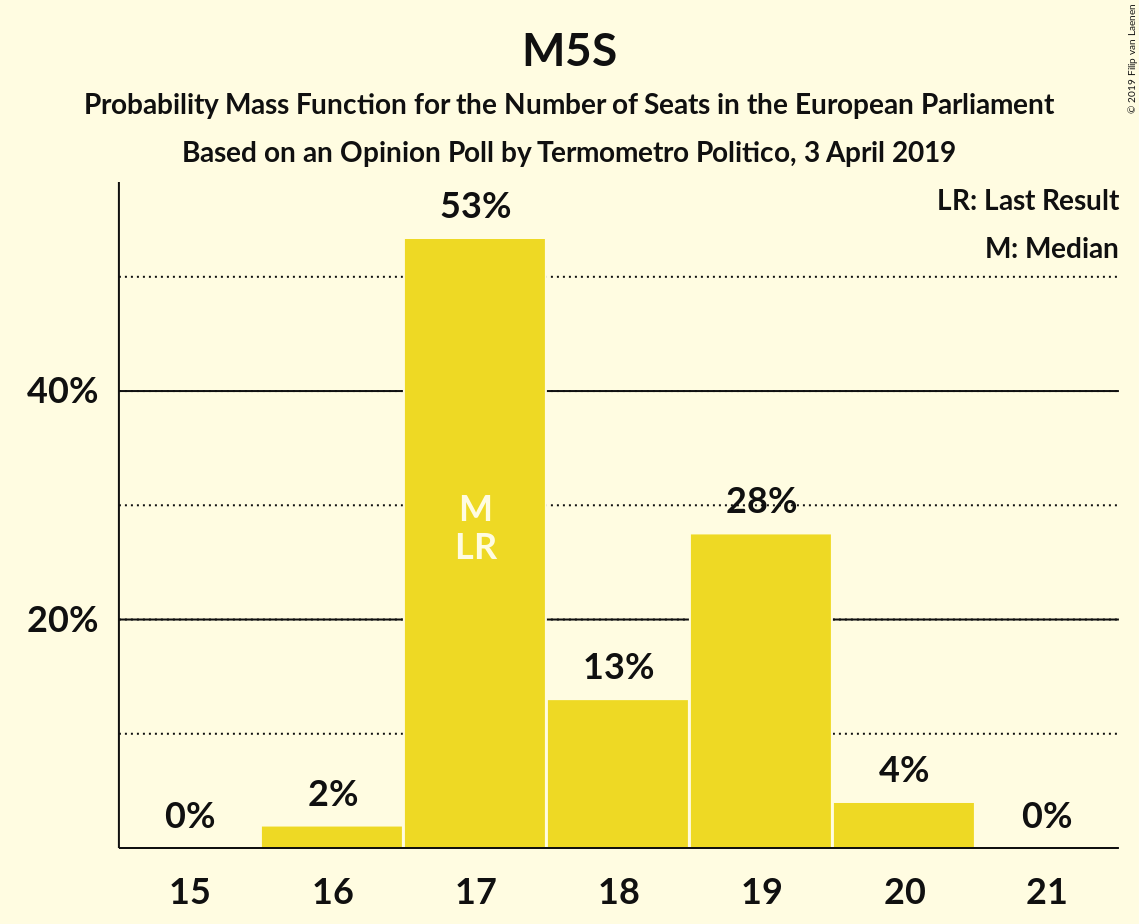 M5S
Probability Mass Function for the Number of Seats in the European Parliament
Based on an Opinion Poll by Termometro Politico, 3 April 2019
© 2019 Filip van Laenen
LR: Last Result
M: Median
53%
40%
M
LR
28%
20%
13%
4%
2%
0%
0%
15 16 17 18 19 20 21